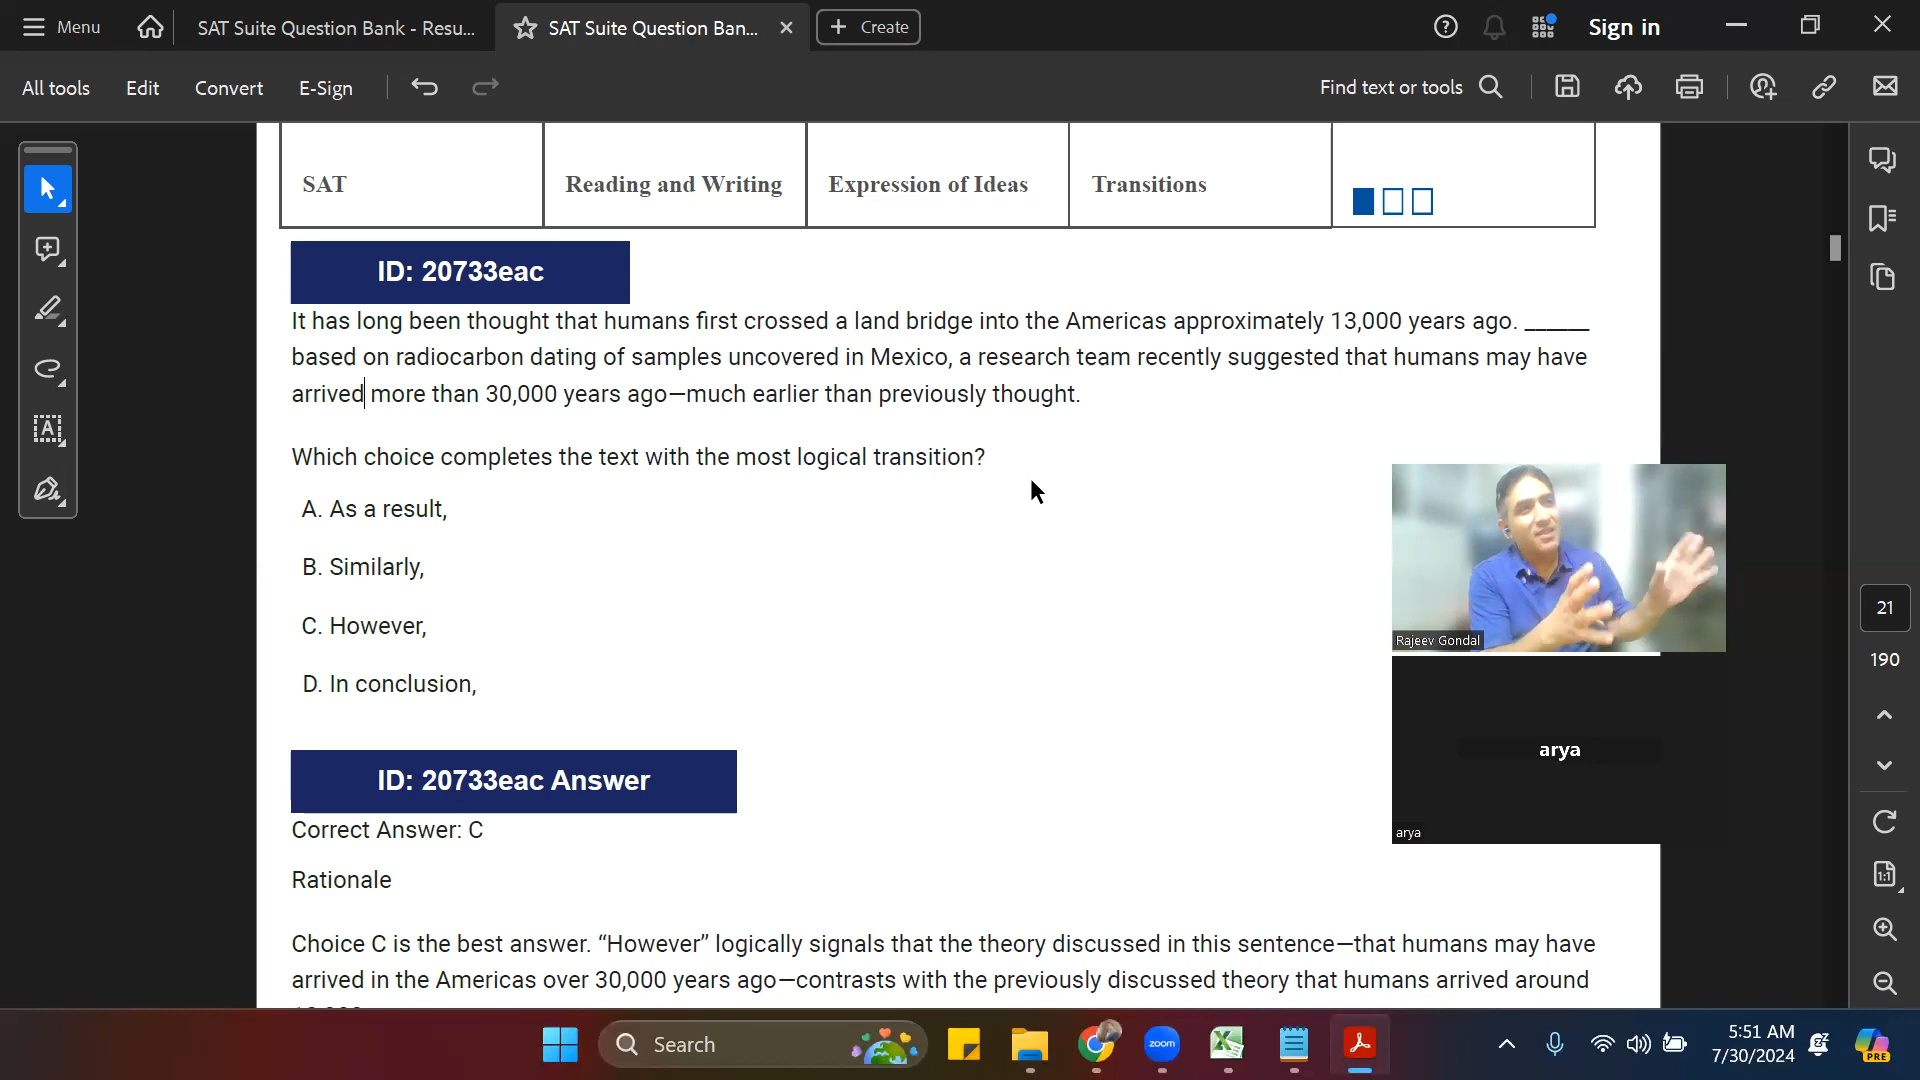 Menu
SAT Suite Question Bank - Resu...
SAT Suite Question Ban...
Create
Sign in
All tools
Edit
Convert
E-Sign
Find text or tools
SAT
Reading and Writing
Expression of Ideas
Transitions
ID: 20733eac
It has long been thought that humans first crossed a land bridge into the Americas approximately 13,000 years ago. ______
based on radiocarbon dating of samples uncovered in Mexico, a research team recently suggested that humans may have
arrived more than 30,000 years ago—much earlier than previously thought.
Which choice completes the text with the most logical transition?
A. As a result,
B. Similarly,
C. However,
D. In conclusion,
Rajeev Gondal
arya
arya
21
190
1:1
ID: 20733eac Answer
Correct Answer: C
Rationale
Choice C is the best answer. “However” logically signals that the theory discussed in this sentence—that humans may have
arrived in the Americas over 30,000 years ago—contrasts with the previously discussed theory that humans arrived around
Search
zoom
5:51 AM
7/30/2024
PRE